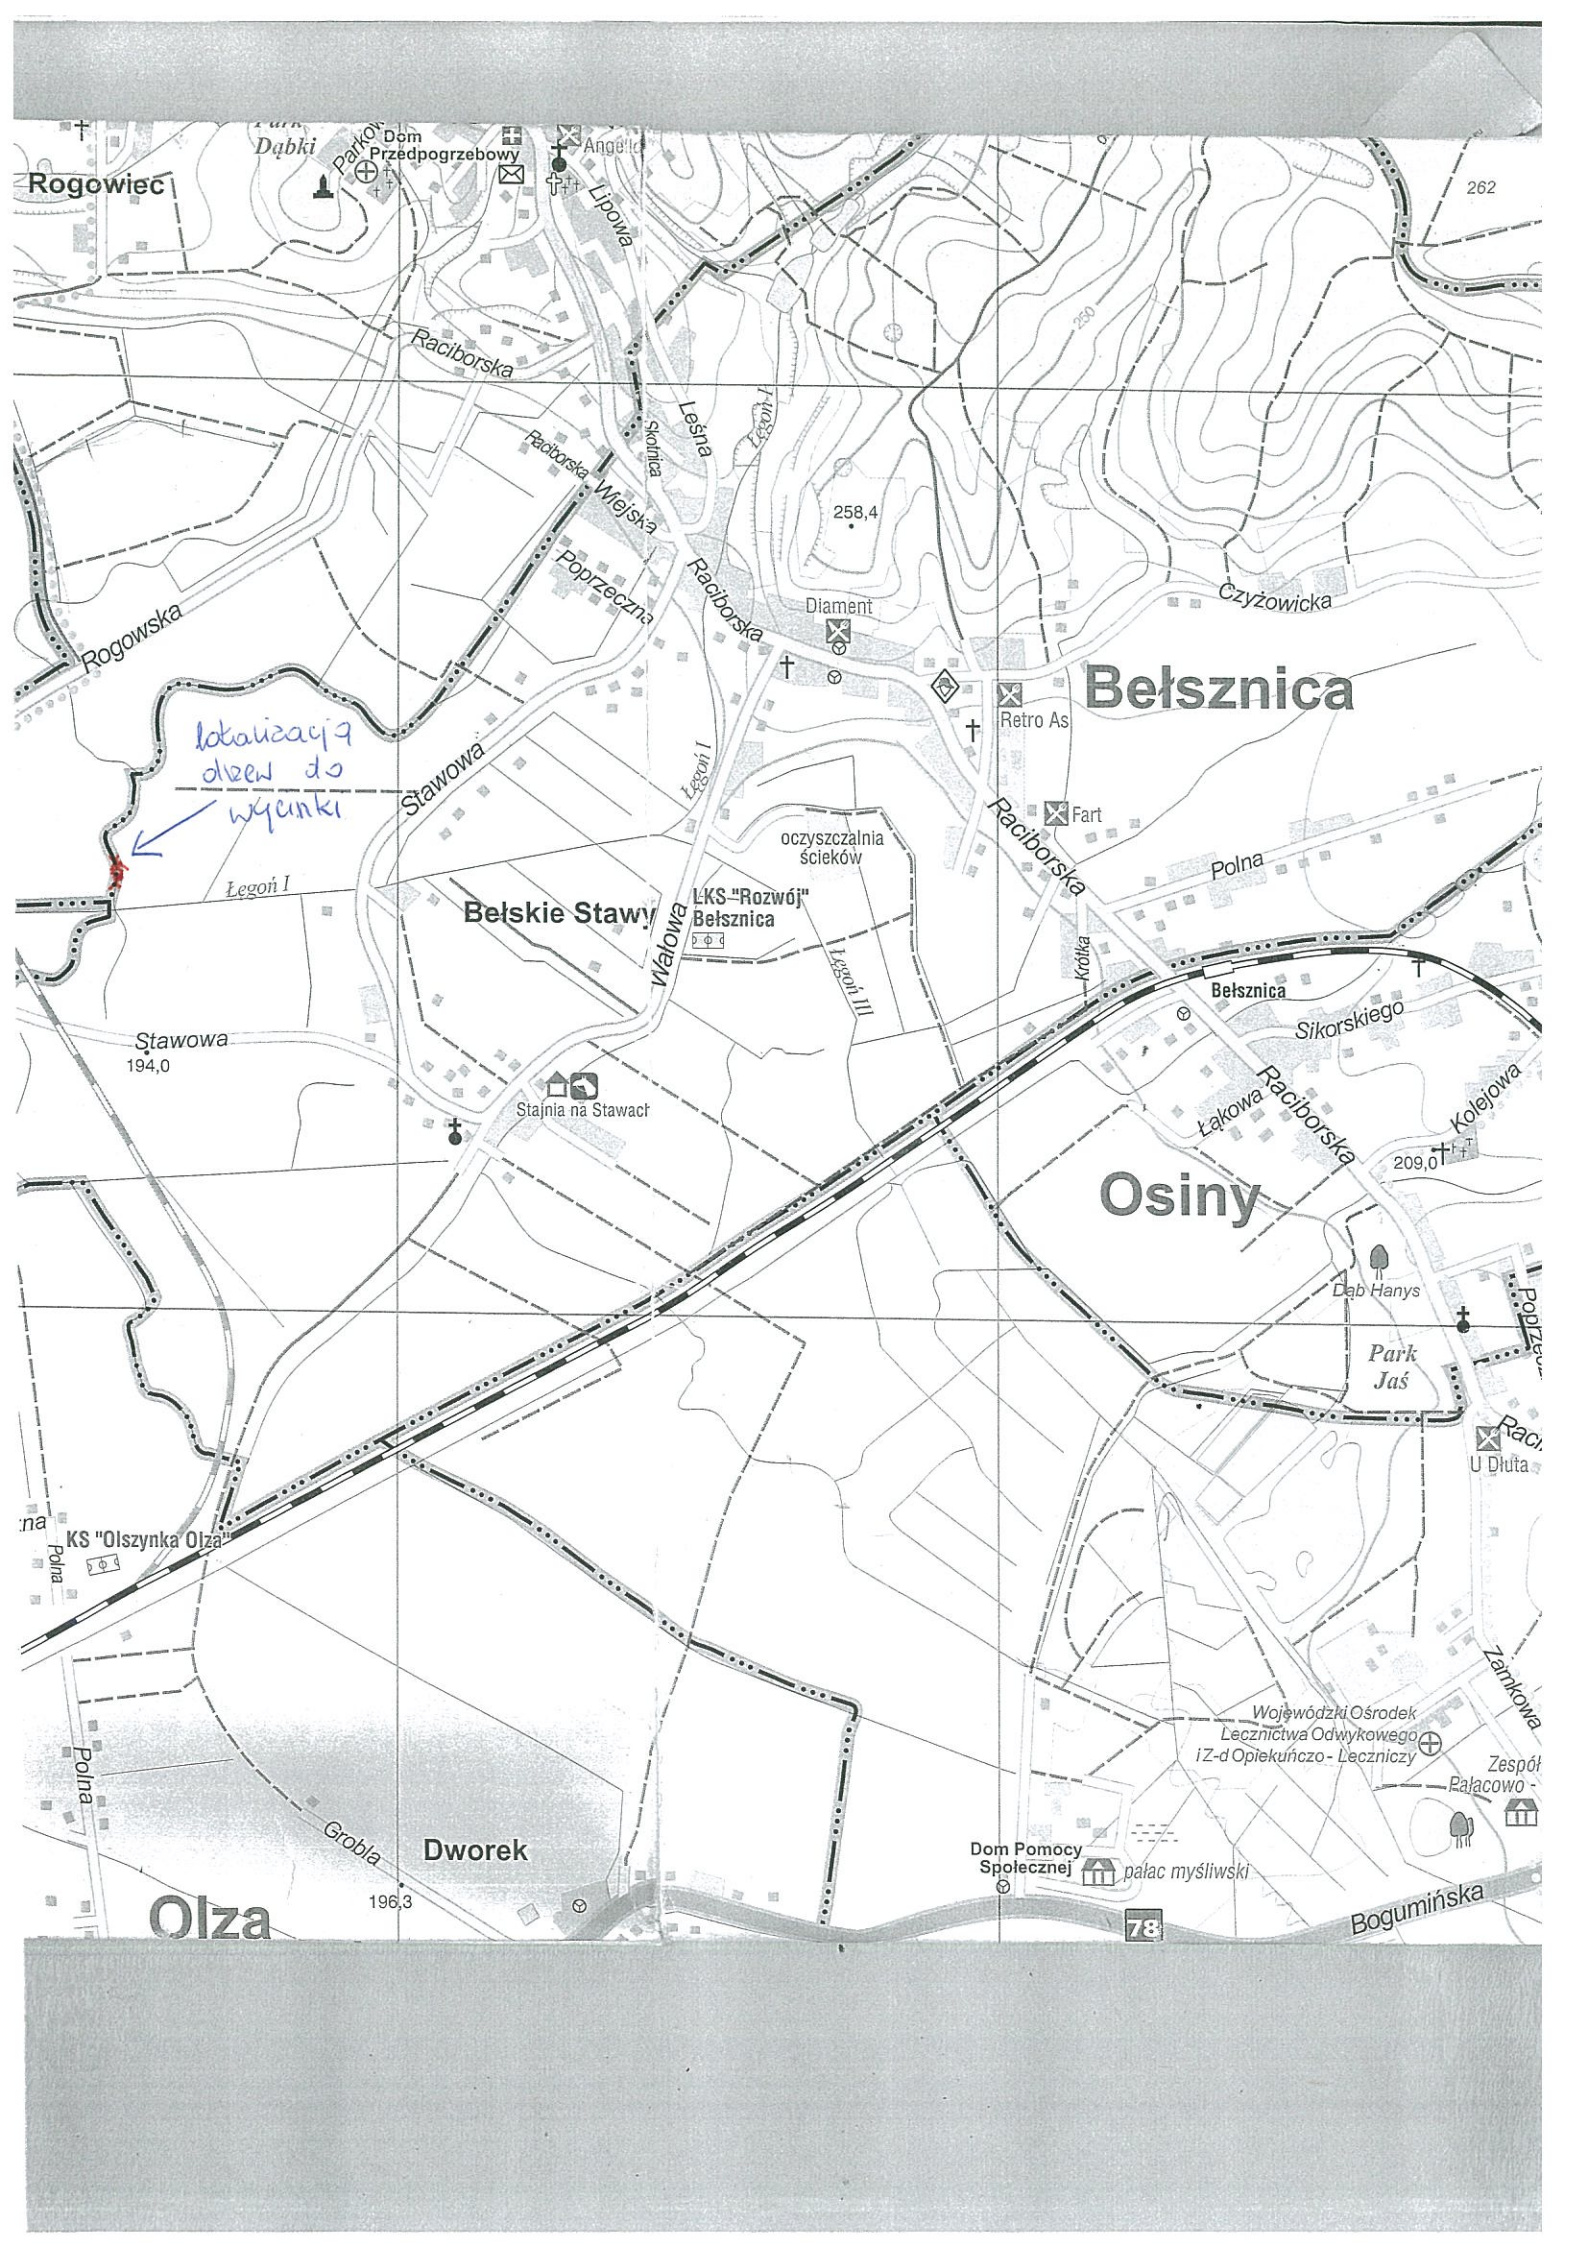 Park
Dąbki
Dom
Przedpogrzebowy
Rogowiec
Lipowa
262
Raciborska
250
Łęgoń I
Leśna
Skotnica
Raciborska
Wiejska
258,4
Poprzeczna
Raciborska
Diament
Czyżowicka
Rogowska
Bełsznica
Retro As
lokalizacja
drzew do
wycinki
Stawowa
Łęgoń I
Raciborska
Fart
oczyszczalnia
ścieków
Polna
Łęgoń I
Bełskie Stawy
LKS "Rozwój"
Bełsznica
Wałowa
Łęgoń III
Krótka
Bełsznica
Sikorskiego
Stawowa
194,0
Stajnia na Stawach
Łąkowa
Raciborska
Kolejowa
209,0
Osiny
Dąb Hanys
Park
Jaś
U Dłuta
KS "Olszynka Olza"
Polna
Zamkowa
Wojewódzki Ośrodek
Lecznictwa Odwykowego
i Z-d Opiekuńczo - Leczniczy
Zespół
Pałacowo -
Polna
Grobla
Dworek
Dom Pomocy
Społecznej
pałac myśliwski
196,3
Olza
78
Bogumińska